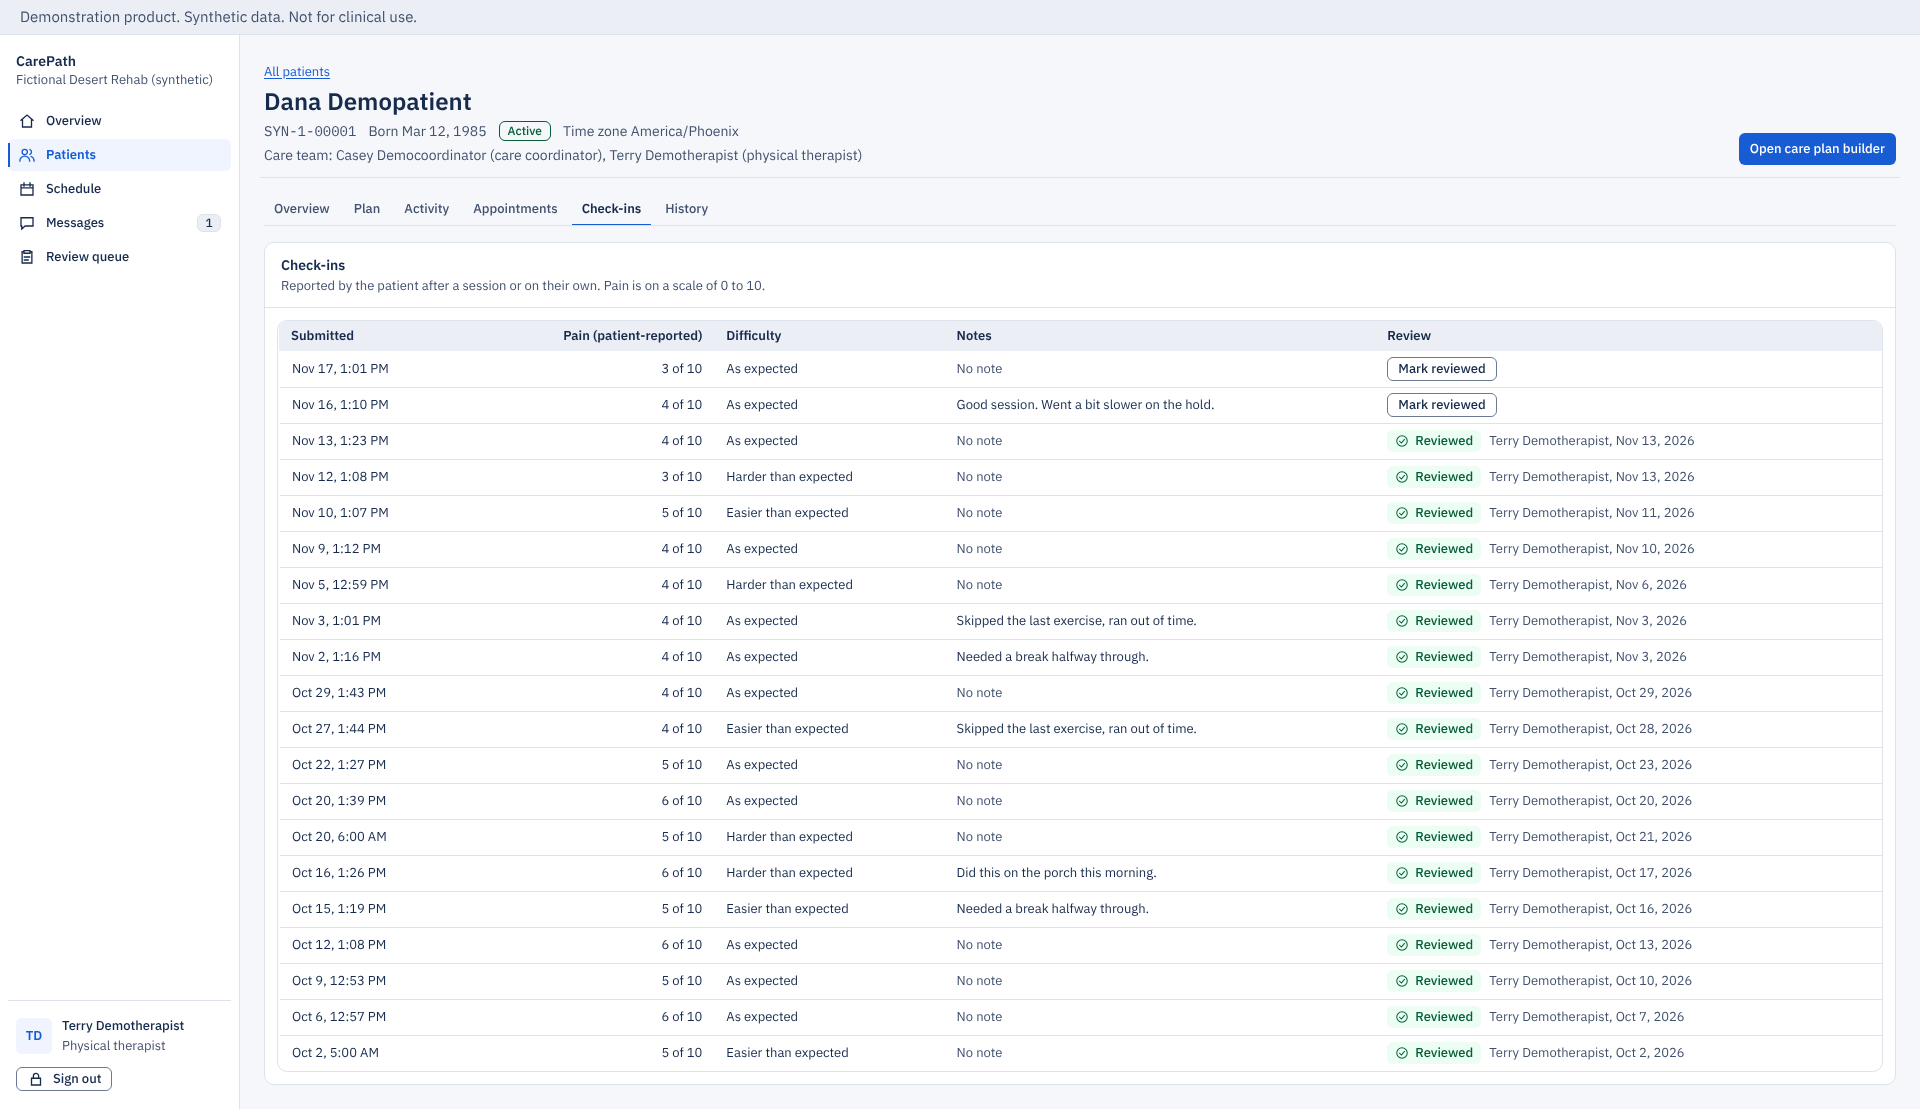 Demonstration product. Synthetic data. Not for clinical use.
CarePath
Fictional Desert Rehab (synthetic)
Overview
Patients
Schedule
Messages 1
Review queue
All patients
Dana Demopatient
SYN-1-00001 Born Mar 12, 1985 Active Time zone America/Phoenix
Care team: Casey Democoordinator (care coordinator), Terry Demotherapist (physical therapist)
Open care plan builder
Overview Plan Activity Appointments Check-ins History
Check-ins
Reported by the patient after a session or on their own. Pain is on a scale of 0 to 10.
Submitted Pain (patient-reported) Difficulty Notes Review
Nov 17, 1:01 PM 3 of 10 As expected No note Mark reviewed
Nov 16, 1:10 PM 4 of 10 As expected Good session. Went a bit slower on the hold. Mark reviewed
Nov 13, 1:23 PM 4 of 10 As expected No note Reviewed Terry Demotherapist, Nov 13, 2026
Nov 12, 1:08 PM 3 of 10 Harder than expected No note Reviewed Terry Demotherapist, Nov 13, 2026
Nov 10, 1:07 PM 5 of 10 Easier than expected No note Reviewed Terry Demotherapist, Nov 11, 2026
Nov 9, 1:12 PM 4 of 10 As expected No note Reviewed Terry Demotherapist, Nov 10, 2026
Nov 5, 12:59 PM 4 of 10 Harder than expected No note Reviewed Terry Demotherapist, Nov 6, 2026
Nov 3, 1:01 PM 4 of 10 As expected Skipped the last exercise, ran out of time. Reviewed Terry Demotherapist, Nov 3, 2026
Nov 2, 1:16 PM 4 of 10 As expected Needed a break halfway through. Reviewed Terry Demotherapist, Nov 3, 2026
Oct 29, 1:43 PM 4 of 10 As expected No note Reviewed Terry Demotherapist, Oct 29, 2026
Oct 27, 1:44 PM 4 of 10 Easier than expected Skipped the last exercise, ran out of time. Reviewed Terry Demotherapist, Oct 28, 2026
Oct 22, 1:27 PM 5 of 10 As expected No note Reviewed Terry Demotherapist, Oct 23, 2026
Oct 20, 1:39 PM 6 of 10 As expected No note Reviewed Terry Demotherapist, Oct 20, 2026
Oct 20, 6:00 AM 5 of 10 Harder than expected No note Reviewed Terry Demotherapist, Oct 21, 2026
Oct 16, 1:26 PM 6 of 10 Harder than expected Did this on the porch this morning. Reviewed Terry Demotherapist, Oct 17, 2026
Oct 15, 1:19 PM 5 of 10 Easier than expected Needed a break halfway through. Reviewed Terry Demotherapist, Oct 16, 2026
Oct 12, 1:08 PM 6 of 10 As expected No note Reviewed Terry Demotherapist, Oct 13, 2026
Oct 9, 12:53 PM 5 of 10 As expected No note Reviewed Terry Demotherapist, Oct 10, 2026
Oct 6, 12:57 PM 6 of 10 As expected No note Reviewed Terry Demotherapist, Oct 7, 2026
Oct 2, 5:00 AM 5 of 10 Easier than expected No note Reviewed Terry Demotherapist, Oct 2, 2026
TD
Terry Demotherapist
Physical therapist
Sign out